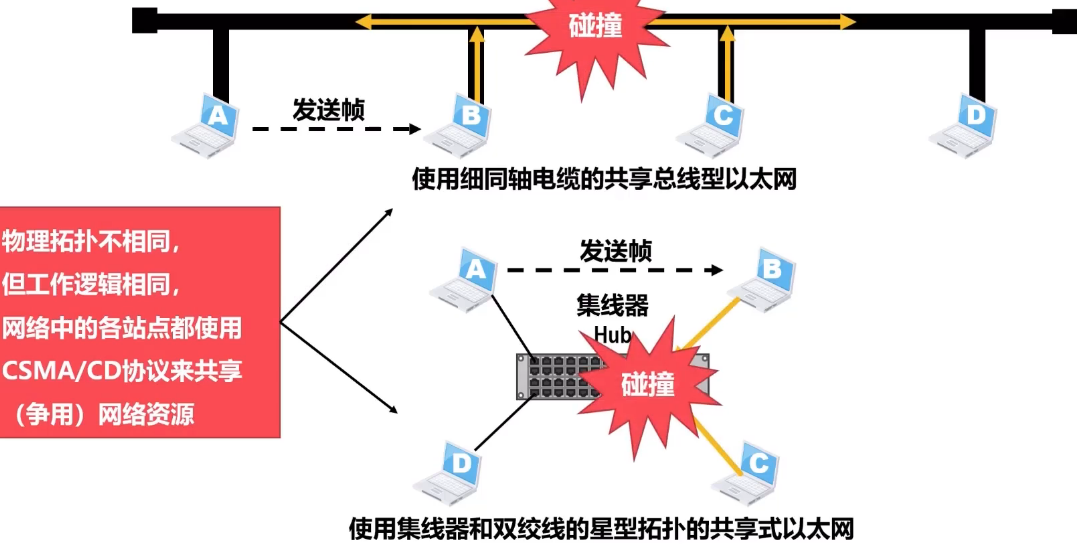 碰撞
A
发送帧
B
C
D
使用细同轴电缆的共享总线型以太网
物理拓扑不相同，
但工作逻辑相同，
网络中的各站点都使用
CSMA/CD协议来共享
（争用）网络资源
A
发送帧
B
集线器
Hub
碰撞
D
C
使用集线器和双绞线的星型拓扑的共享式以太网